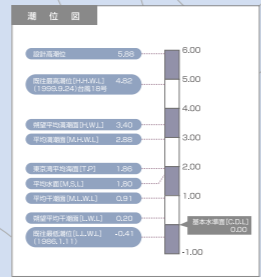 潮位図
6.00
設計高潮位 5.86
5.00
既往最高潮位[H.H.W.L] 4.82
(1999.9.24)台風18号
4.00
朔望平均満潮面[H.W.L] 3.40
3.00
平均満潮面[M.H.W.L] 2.88
2.00
東京湾平均海面[T.P] 1.86
平均水面[M.S.L] 1.80
1.00
平均干潮面[M.L.W.L] 0.91
朔望平均干潮面[L.W.L] 0.20
基本水準面[C.D.L]
0.00
既往最低潮位[L.L.W.L] -0.41
(1986.1.11)
-1.00